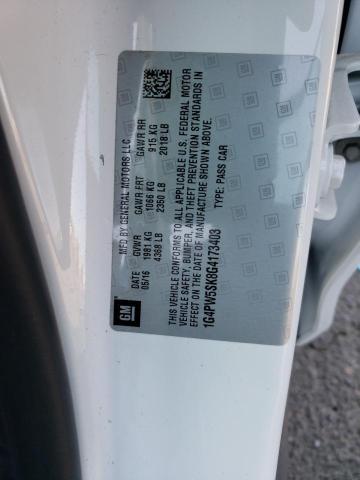 MFD BY GENERAL MOTORS LLC
DATE GVWR GAWR FRT GAWR RR
05/16 1981 KG 1066 KG 915 KG
4368 LB 2350 LB 2018 LB
THIS VEHICLE CONFORMS TO ALL APPLICABLE U.S. FEDERAL MOTOR
VEHICLE SAFETY, BUMPER, AND THEFT PREVENTION STANDARDS IN
EFFECT ON THE DATE OF MANUFACTURE SHOWN ABOVE.
1G4PW5SK8G4173403 TYPE: PASS CAR
GM